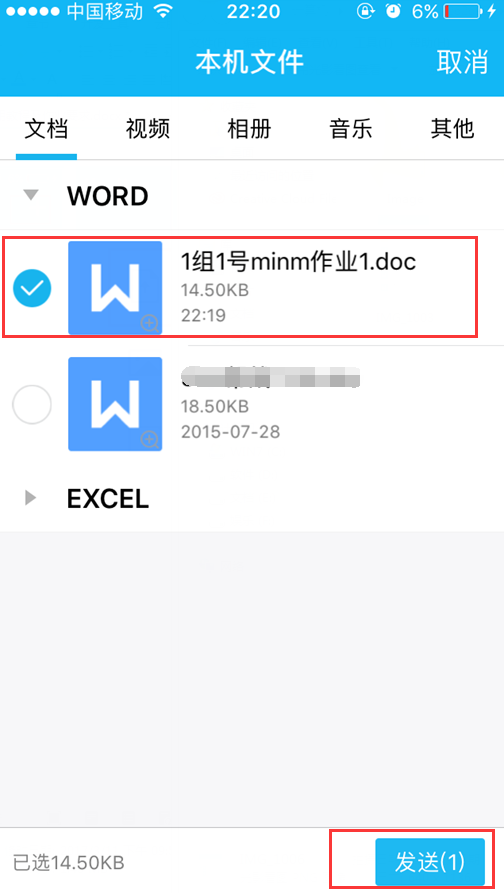 中国移动 22:20 6%
本机文件 取消
文档 视频 相册 音乐 其他
WORD
1组1号minm作业1.doc
14.50KB
22:19
18.50KB
2015-07-28
EXCEL
已选14.50KB 发送(1)